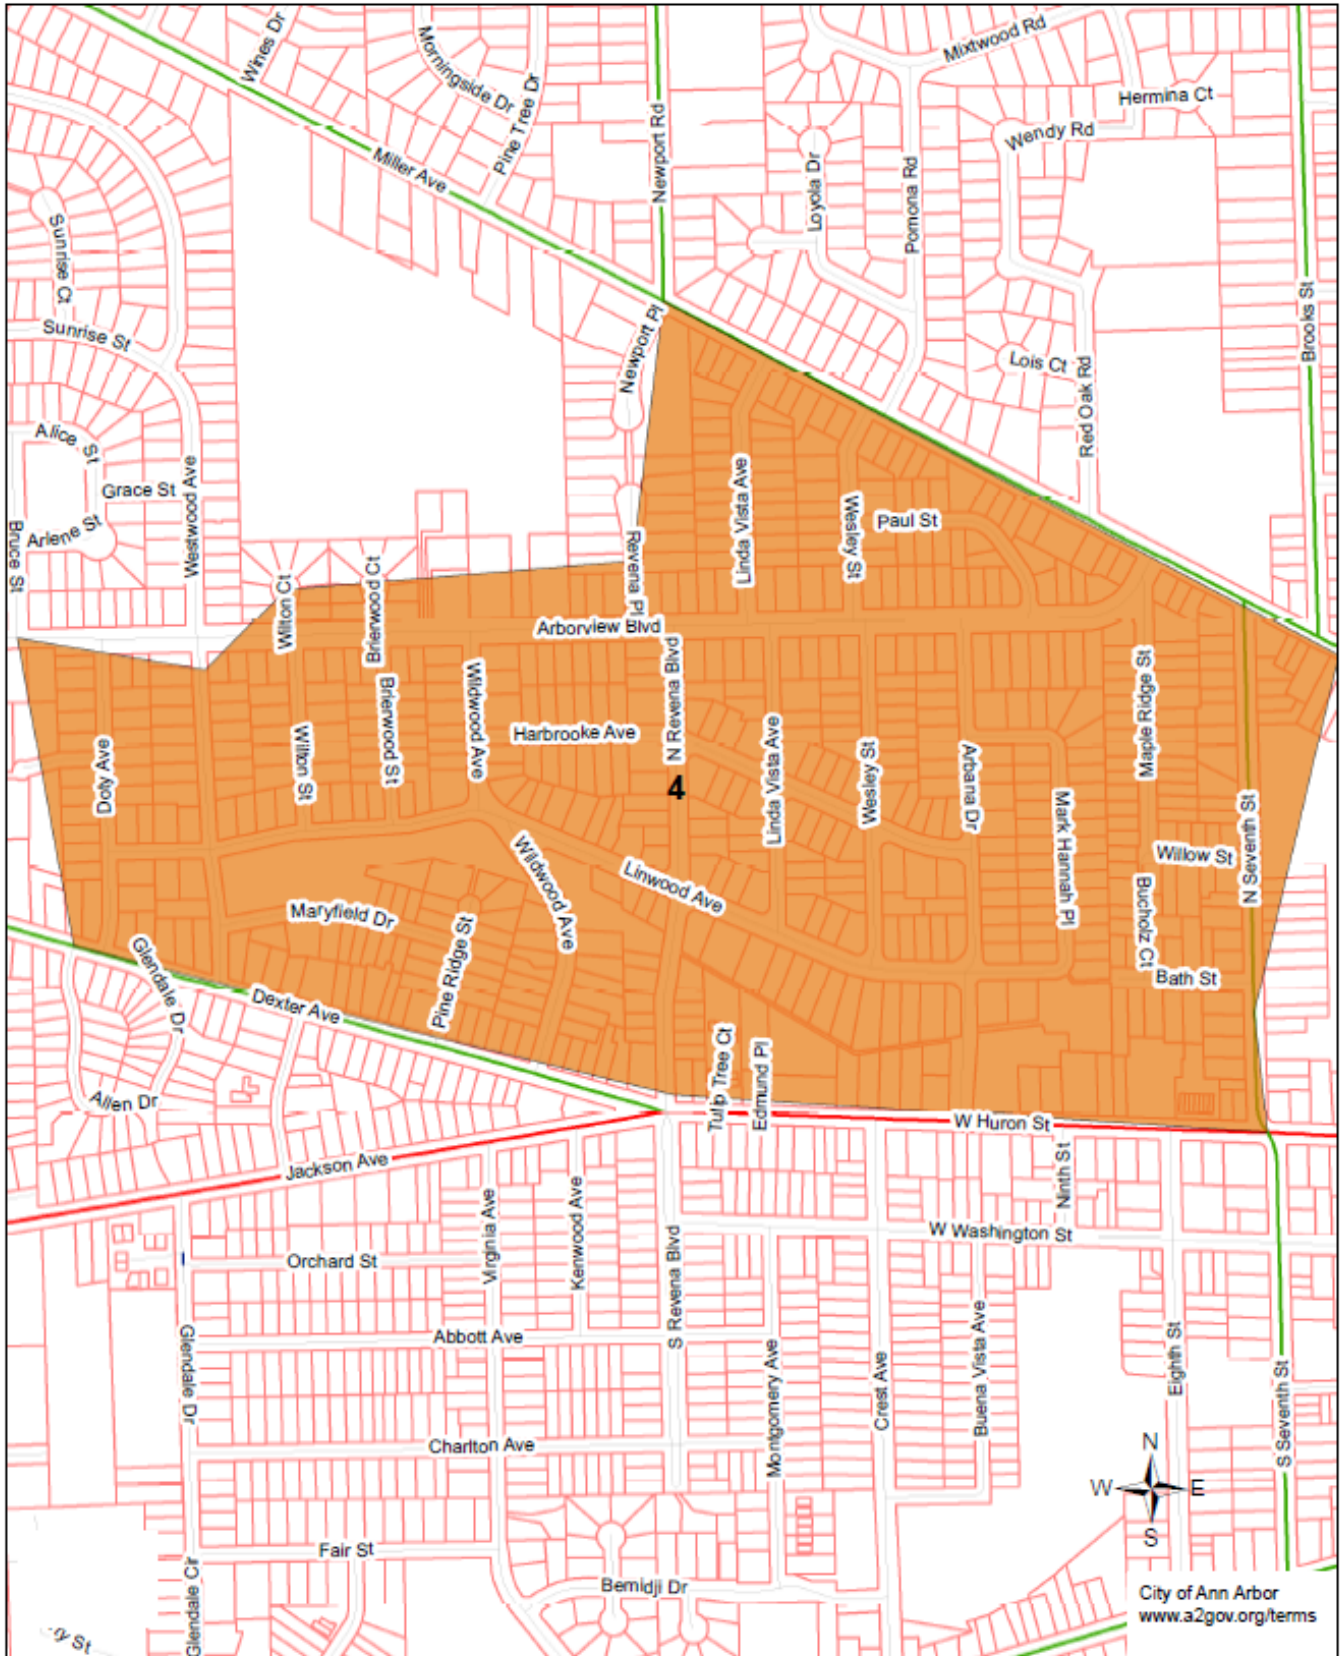 Wines Dr
Morningside Dr
Pine Tree Dr
Newport Rd
Mixtwood Rd
Hermina Ct
Wendy Rd
Miller Ave
Loyola Dr
Pomona Rd
Sunrise Ct
Sunrise St
Newport Pl
Brooks St
Lois Ct
Red Oak Rd
Alice St
Grace St
Arlene St
Bruce St
Westwood Ave
Linda Vista Ave
Wesley St
Paul St
Revena Pl
Wilton Ct
Brierwood Ct
Arborview Blvd
N Revena Blvd
Maple Ridge St
Wildwood Ave
Brierwood St
Harbrooke Ave
Doty Ave
Wilton St
Linda Vista Ave
Wesley St
Arbana Dr
4
Mark Hannah Pl
Willow St
N Seventh St
Wildwood Ave
Linwood Ave
Maryfield Dr
Bucholz Ct
Pine Ridge St
Bath St
Glendale Dr
Dexter Ave
Tulip Tree Ct
Edmund Pl
Allen Dr
W Huron St
Jackson Ave
Ninth St
Virginia Ave
Kenwood Ave
W Washington St
Orchard St
S Revena Blvd
Abbott Ave
Glendale Dr
Montgomery Ave
Crest Ave
Buena Vista Ave
Eighth St
S Seventh St
Charlton Ave
N
W E
S
Fair St
Bemidji Dr
Glendale Cir
St
City of Ann Arbor
www.a2gov.org/terms